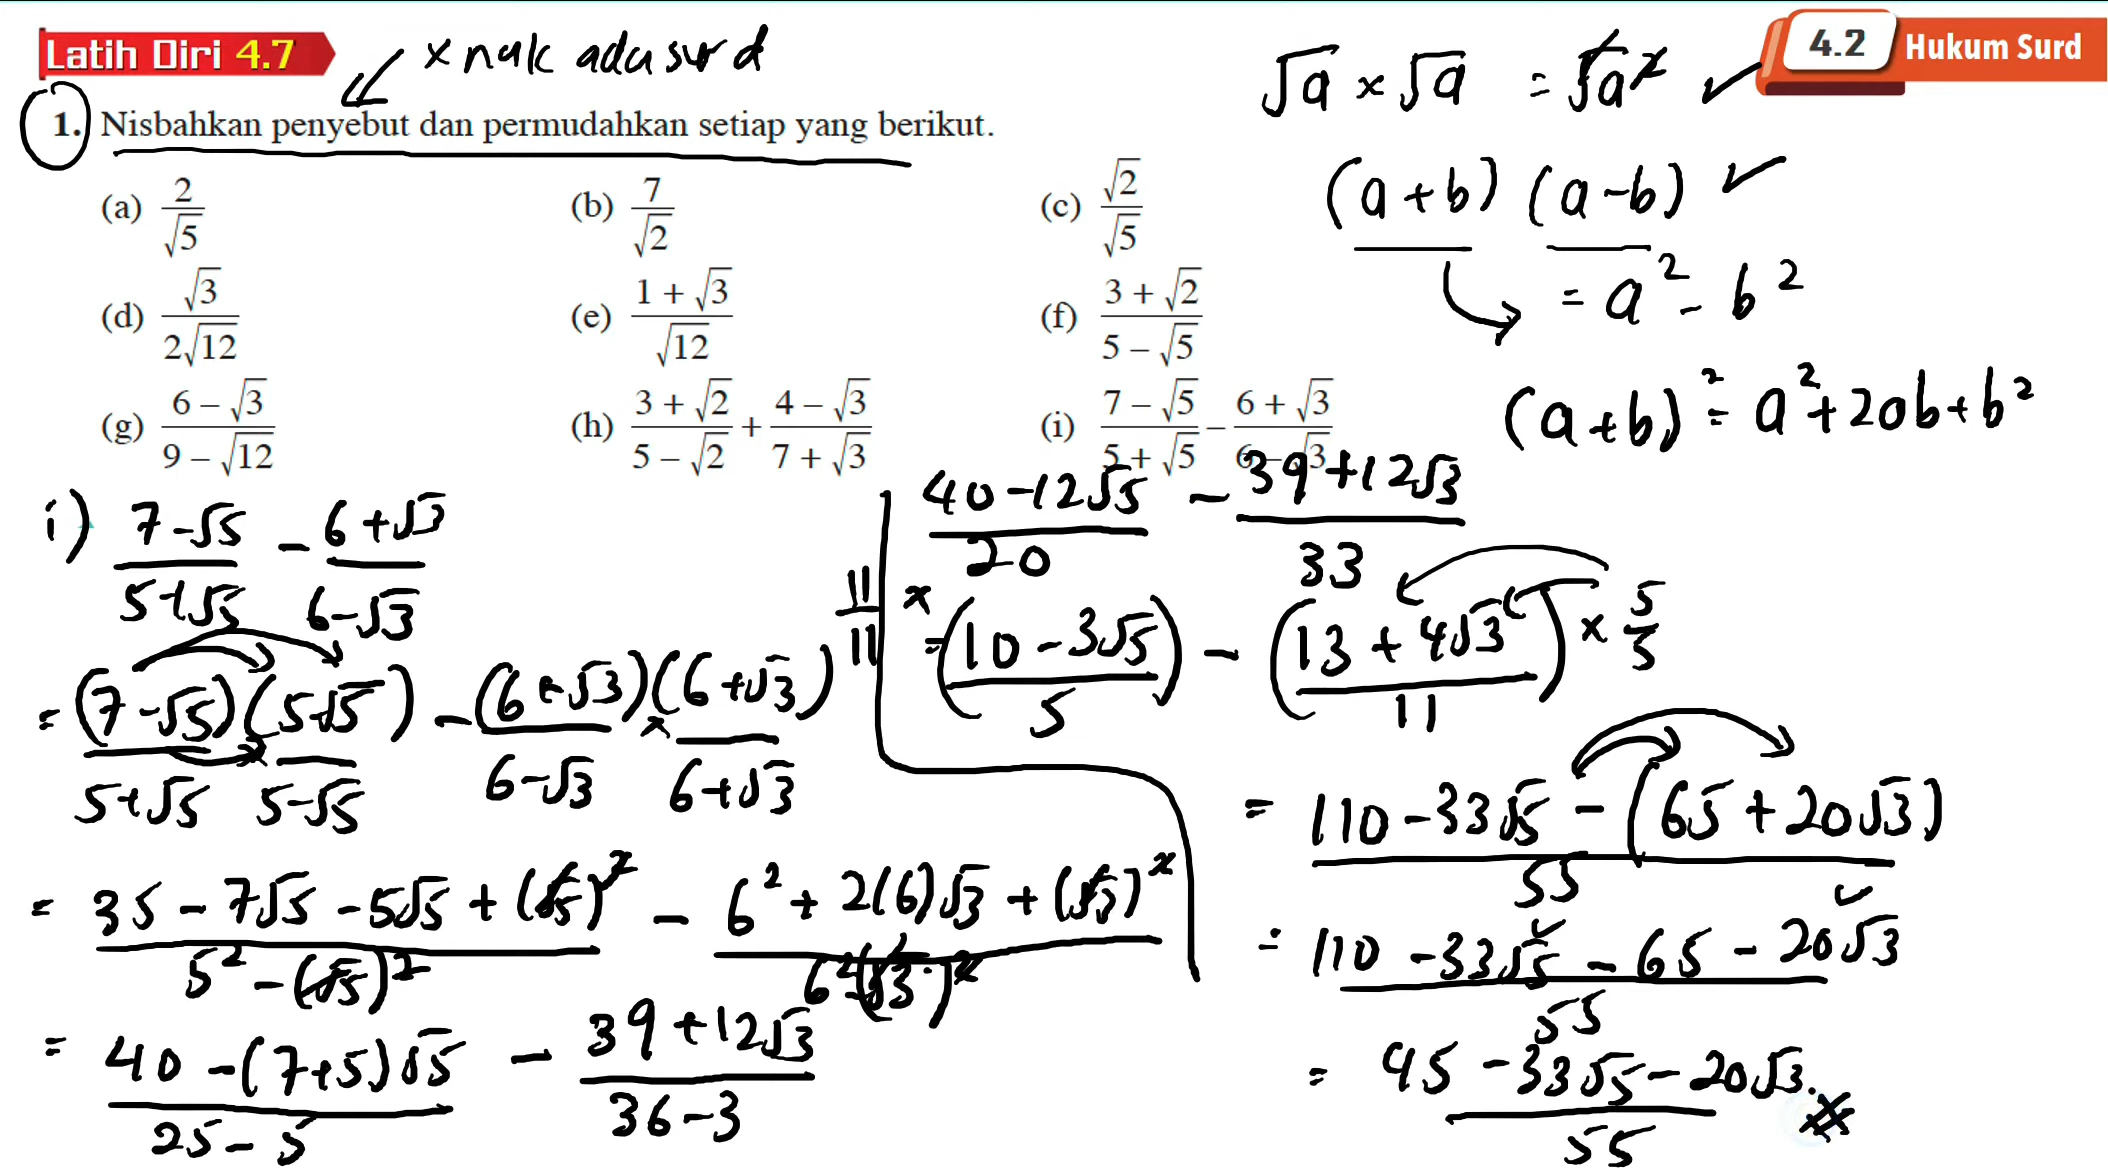 Latih Diri 4.7
x nak ada surd
√a × √a = √a²
4.2 Hukum Surd
1. Nisbahkan penyebut dan permudahkan setiap yang berikut.
(a + b) (a - b)
= a² - b²
(a) 2/√5 (b) 7/√2 (c) √2/√5
(d) √3/2√12 (e) 1 + √3/√12 (f) 3 + √2/5 – √5
(g) 6 – √3/9 – √12 (h) 3 + √2/5 – √2 + 4 – √3/7 + √3 (i) 7 – √5/5 + √5 – 6 + √3/6 – √3
(a + b)² = a² + 2ab + b²
i) 7 - √5/5 + √5 - 6 + √3/6 - √3
= (7 - √5)(5 - √5)/5 + √5 5 - √5 - (6 + √3)×(6 + √3)/6 - √3 6 + √3
= 35 - 7√5 - 5√5 + (√5)²/5² - (√5)² - 6² + 2(6)√3 + (√3)²/6² - (√3)²
= 40 - (7+5)√5/25 - 5 - 39 + 12√3/36 - 3
40 - 12√5/20 - 39 + 12√3/33
11/11 × = (10 - 3√5/5) - (13 + 4√3/11) × 5/5
= 110 - 33√5 - (65 + 20√3)/55
= 110 - 33√5 - 65 - 20√3/55
= 45 - 33√5 - 20√3/55